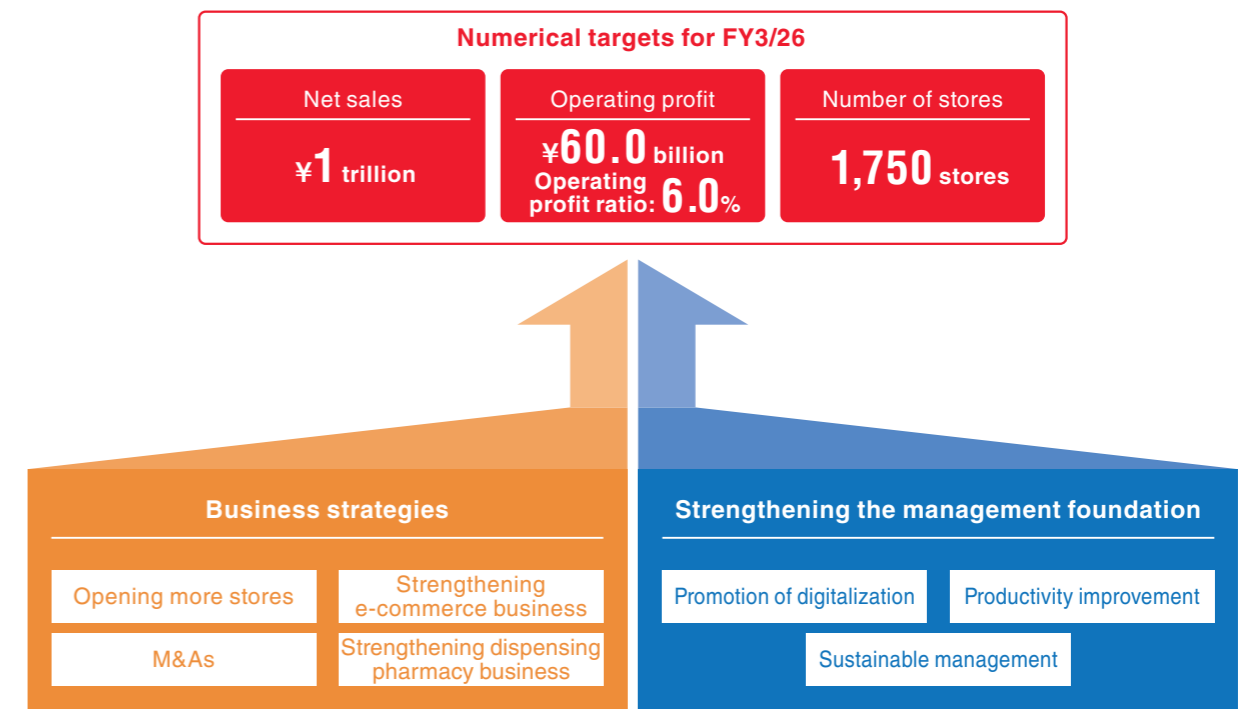 Numerical targets for FY3/26
Net sales
¥1 trillion
Operating profit
¥60.0 billion
Operating
profit ratio: 6.0%
Number of stores
1,750 stores
Business strategies
Opening more stores
Strengthening
e-commerce business
M&As
Strengthening dispensing
pharmacy business
Strengthening the management foundation
Promotion of digitalization
Productivity improvement
Sustainable management